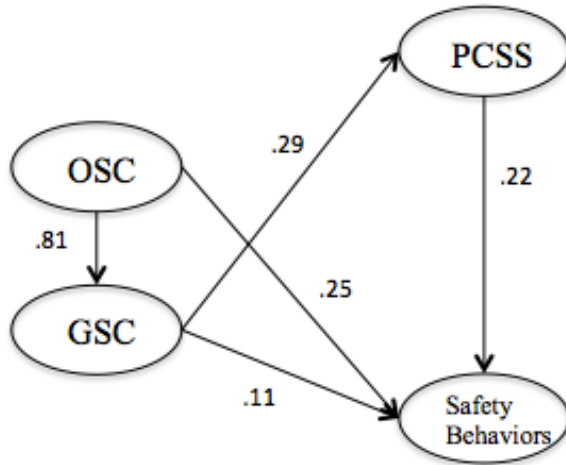 PCSS
.29
OSC
.22
.81
.25
GSC
.11
Safety
Behaviors